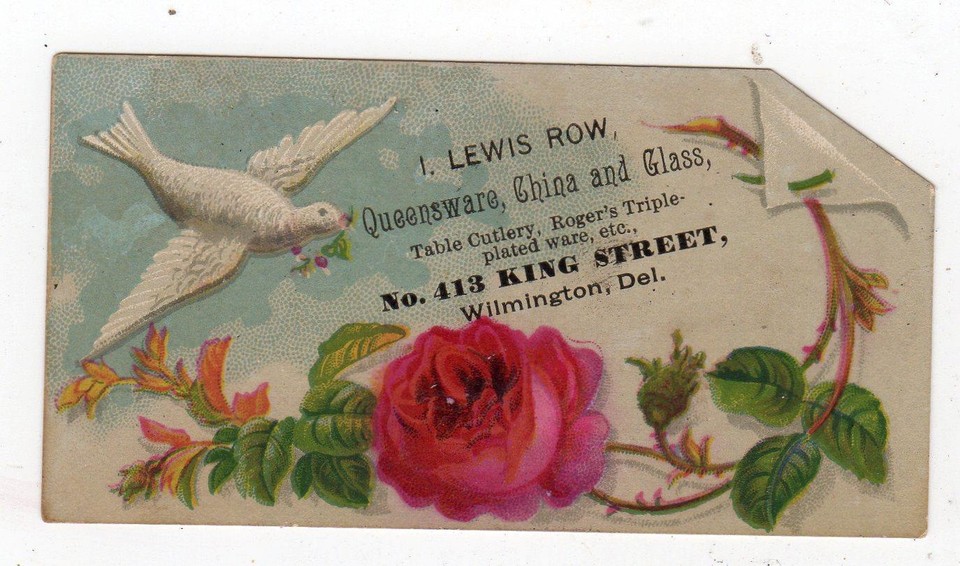 I. LEWIS ROW,
Queensware, China and Glass,
Table Cutlery, Roger's Triple-
plated ware, etc.,
No. 413 KING STREET,
Wilmington, Del.